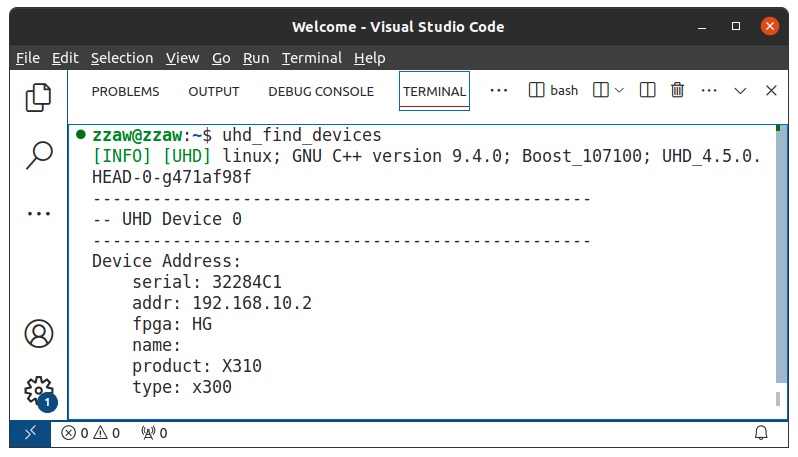 Welcome - Visual Studio Code
File Edit Selection View Go Run Terminal Help
PROBLEMS OUTPUT DEBUG CONSOLE TERMINAL ··· bash ···
zzaw@zzaw:~$ uhd_find_devices
[INFO] [UHD] linux; GNU C++ version 9.4.0; Boost_107100; UHD_4.5.0.
HEAD-0-g471af98f
--------------------------------------------------
-- UHD Device 0
--------------------------------------------------
Device Address:
    serial: 32284C1
    addr: 192.168.10.2
    fpga: HG
    name:
    product: X310
    type: x300
1
0 0 0